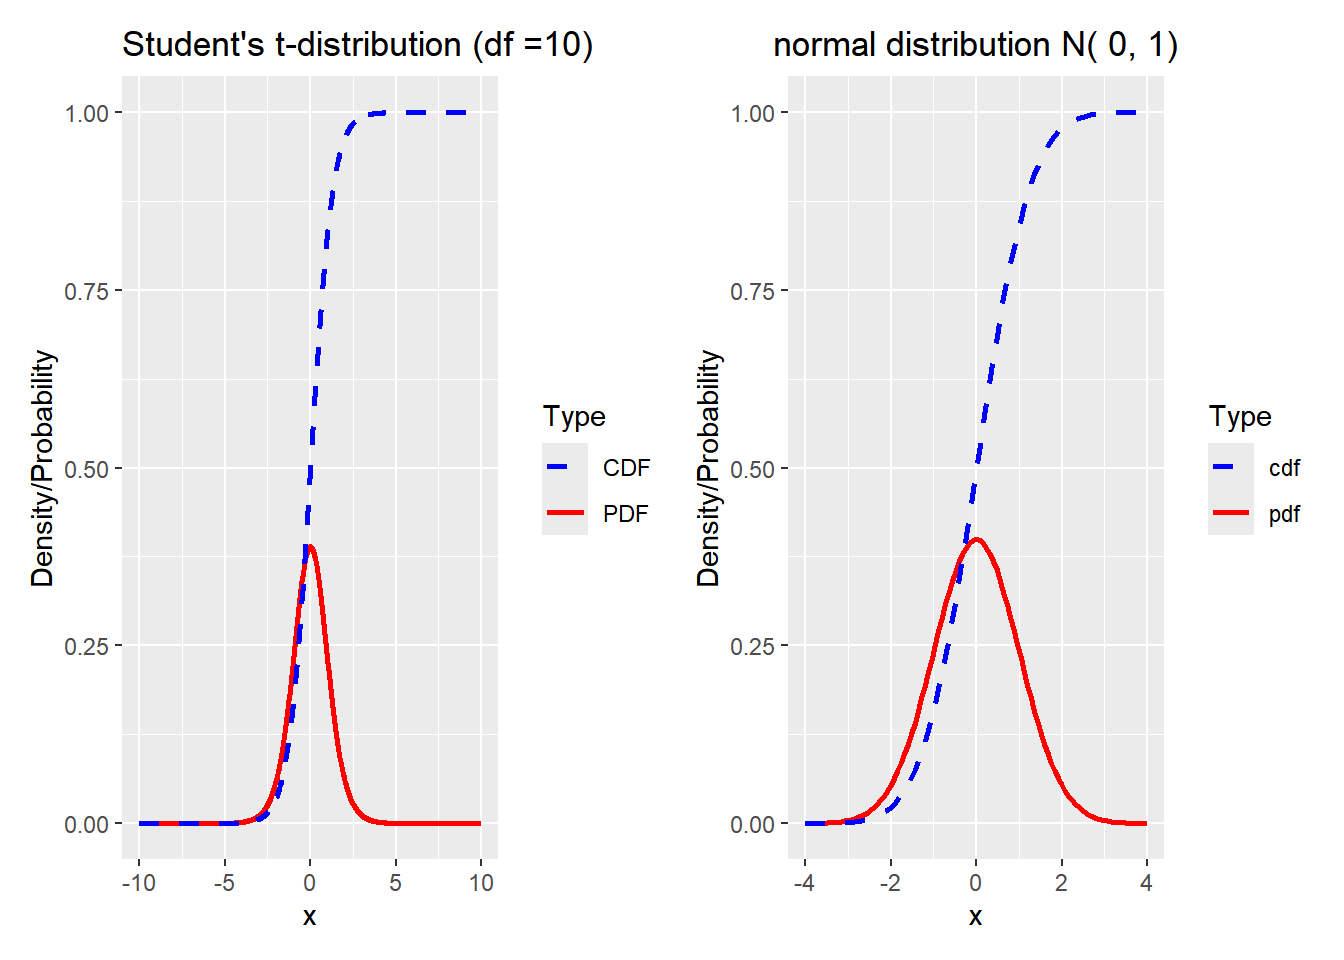 Student's t-distribution (df =10)
1.00
0.75
0.50
0.25
0.00
Density/Probability
-10
-5
0
5
10
x
Type
CDF
PDF
normal distribution N( 0, 1)
1.00
0.75
0.50
0.25
0.00
Density/Probability
-4
-2
0
2
4
x
Type
cdf
pdf